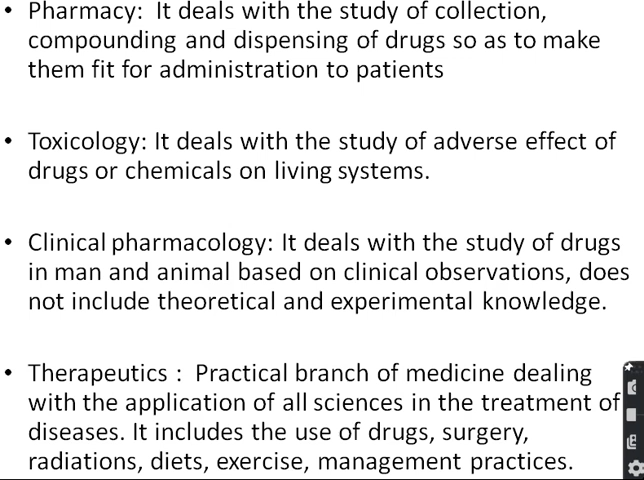 • Pharmacy: It deals with the study of collection,
compounding and dispensing of drugs so as to make
them fit for administration to patients
• Toxicology: It deals with the study of adverse effect of
drugs or chemicals on living systems.
• Clinical pharmacology: It deals with the study of drugs
in man and animal based on clinical observations, does
not include theoretical and experimental knowledge.
• Therapeutics : Practical branch of medicine dealing
with the application of all sciences in the treatment of
diseases. It includes the use of drugs, surgery,
radiations, diets, exercise, management practices.